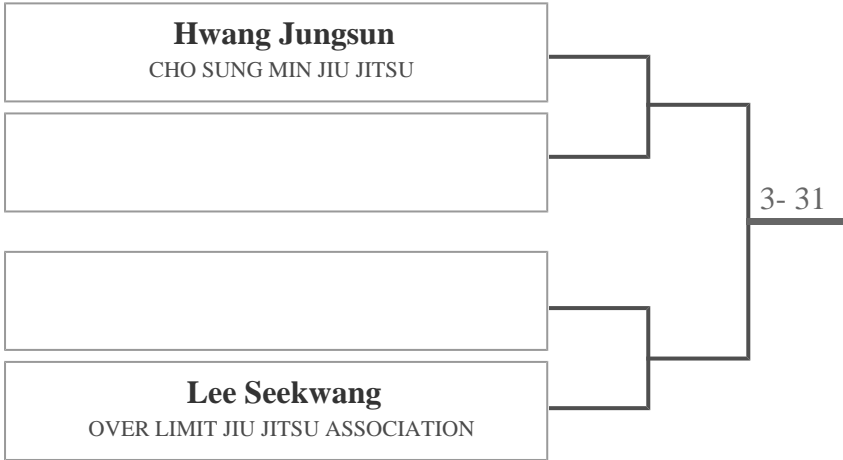 Hwang Jungsun
CHO SUNG MIN JIU JITSU
3- 31
Lee Seekwang
OVER LIMIT JIU JITSU ASSOCIATION